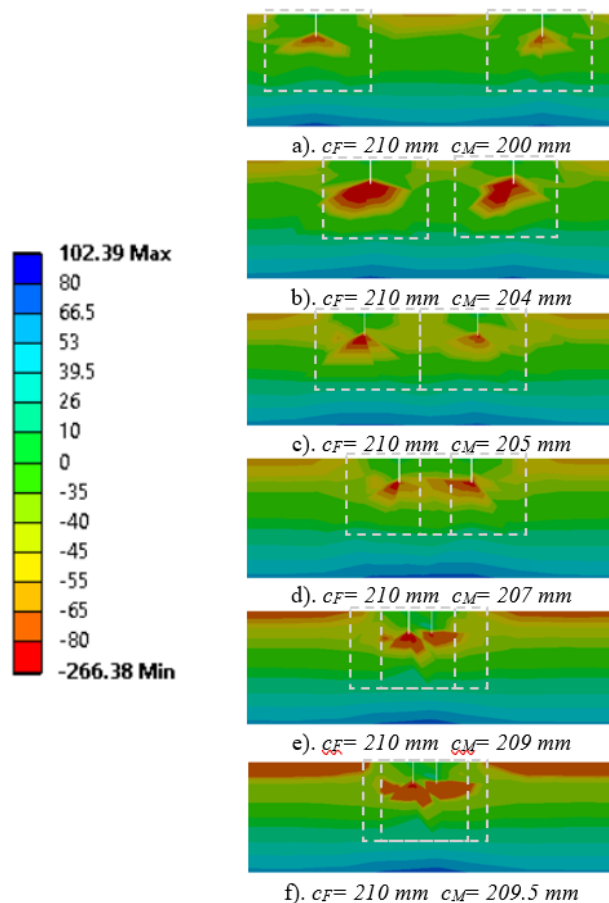 a). cF= 210 mm cM= 200 mm
102.39 Max
80
66.5
53
39.5
26
10
0
-35
-40
-45
-55
-65
-80
-266.38 Min
b). cF= 210 mm cM= 204 mm
c). cF= 210 mm cM= 205 mm
d). cF= 210 mm cM= 207 mm
e). cF= 210 mm cM= 209 mm
f). cF= 210 mm cM= 209.5 mm